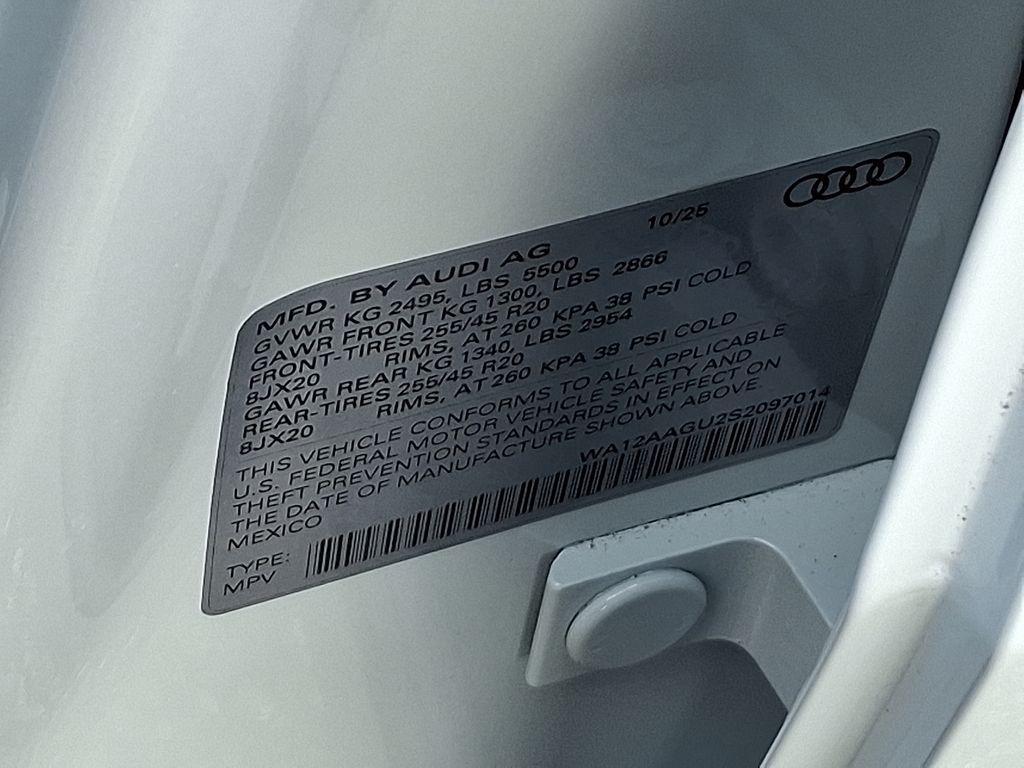 MFD. BY AUDI AG 10/25
GVWR KG 2495, LBS 5500
GAWR FRONT KG 1300, LBS 2866
FRONT-TIRES 255/45 R20
8JX20 RIMS, AT 260 KPA 38 PSI COLD
GAWR REAR KG 1340, LBS 2954
REAR-TIRES 255/45 R20
8JX20 RIMS, AT 260 KPA 38 PSI COLD
THIS VEHICLE CONFORMS TO ALL APPLICABLE
U.S. FEDERAL MOTOR VEHICLE SAFETY AND
THEFT PREVENTION STANDARDS IN EFFECT ON
THE DATE OF MANUFACTURE SHOWN ABOVE.
MEXICO WA12AAGU2S2097014
TYPE:
MPV